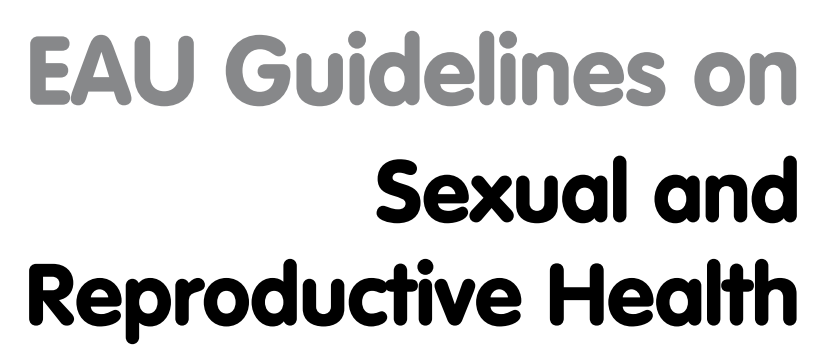 EAU Guidelines on
Sexual and
Reproductive Health